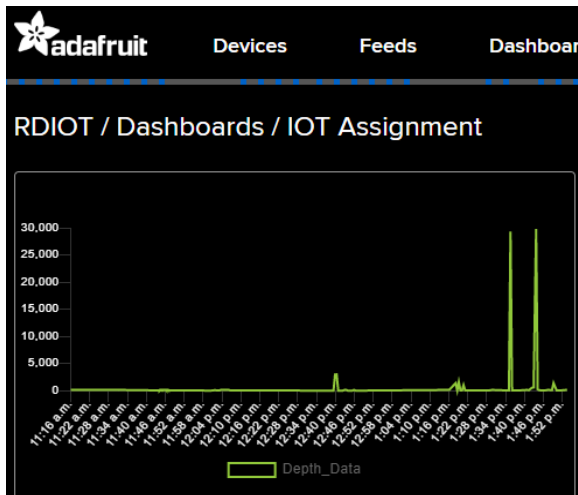 adafruit Devices Feeds Dashboar
RDIOT / Dashboards / IOT Assignment
30,000
25,000
20,000
15,000
10,000
5,000
0
11:16 a.m. 11:22 a.m. 11:28 a.m. 11:34 a.m. 11:40 a.m. 11:46 a.m. 11:52 a.m. 11:58 a.m. 12:04 p.m. 12:10 p.m. 12:16 p.m. 12:22 p.m. 12:28 p.m. 12:34 p.m. 12:40 p.m. 12:46 p.m. 12:52 p.m. 12:58 p.m. 1:04 p.m. 1:10 p.m. 1:16 p.m. 1:22 p.m. 1:28 p.m. 1:34 p.m. 1:40 p.m. 1:46 p.m. 1:52 p.m.
Depth_Data